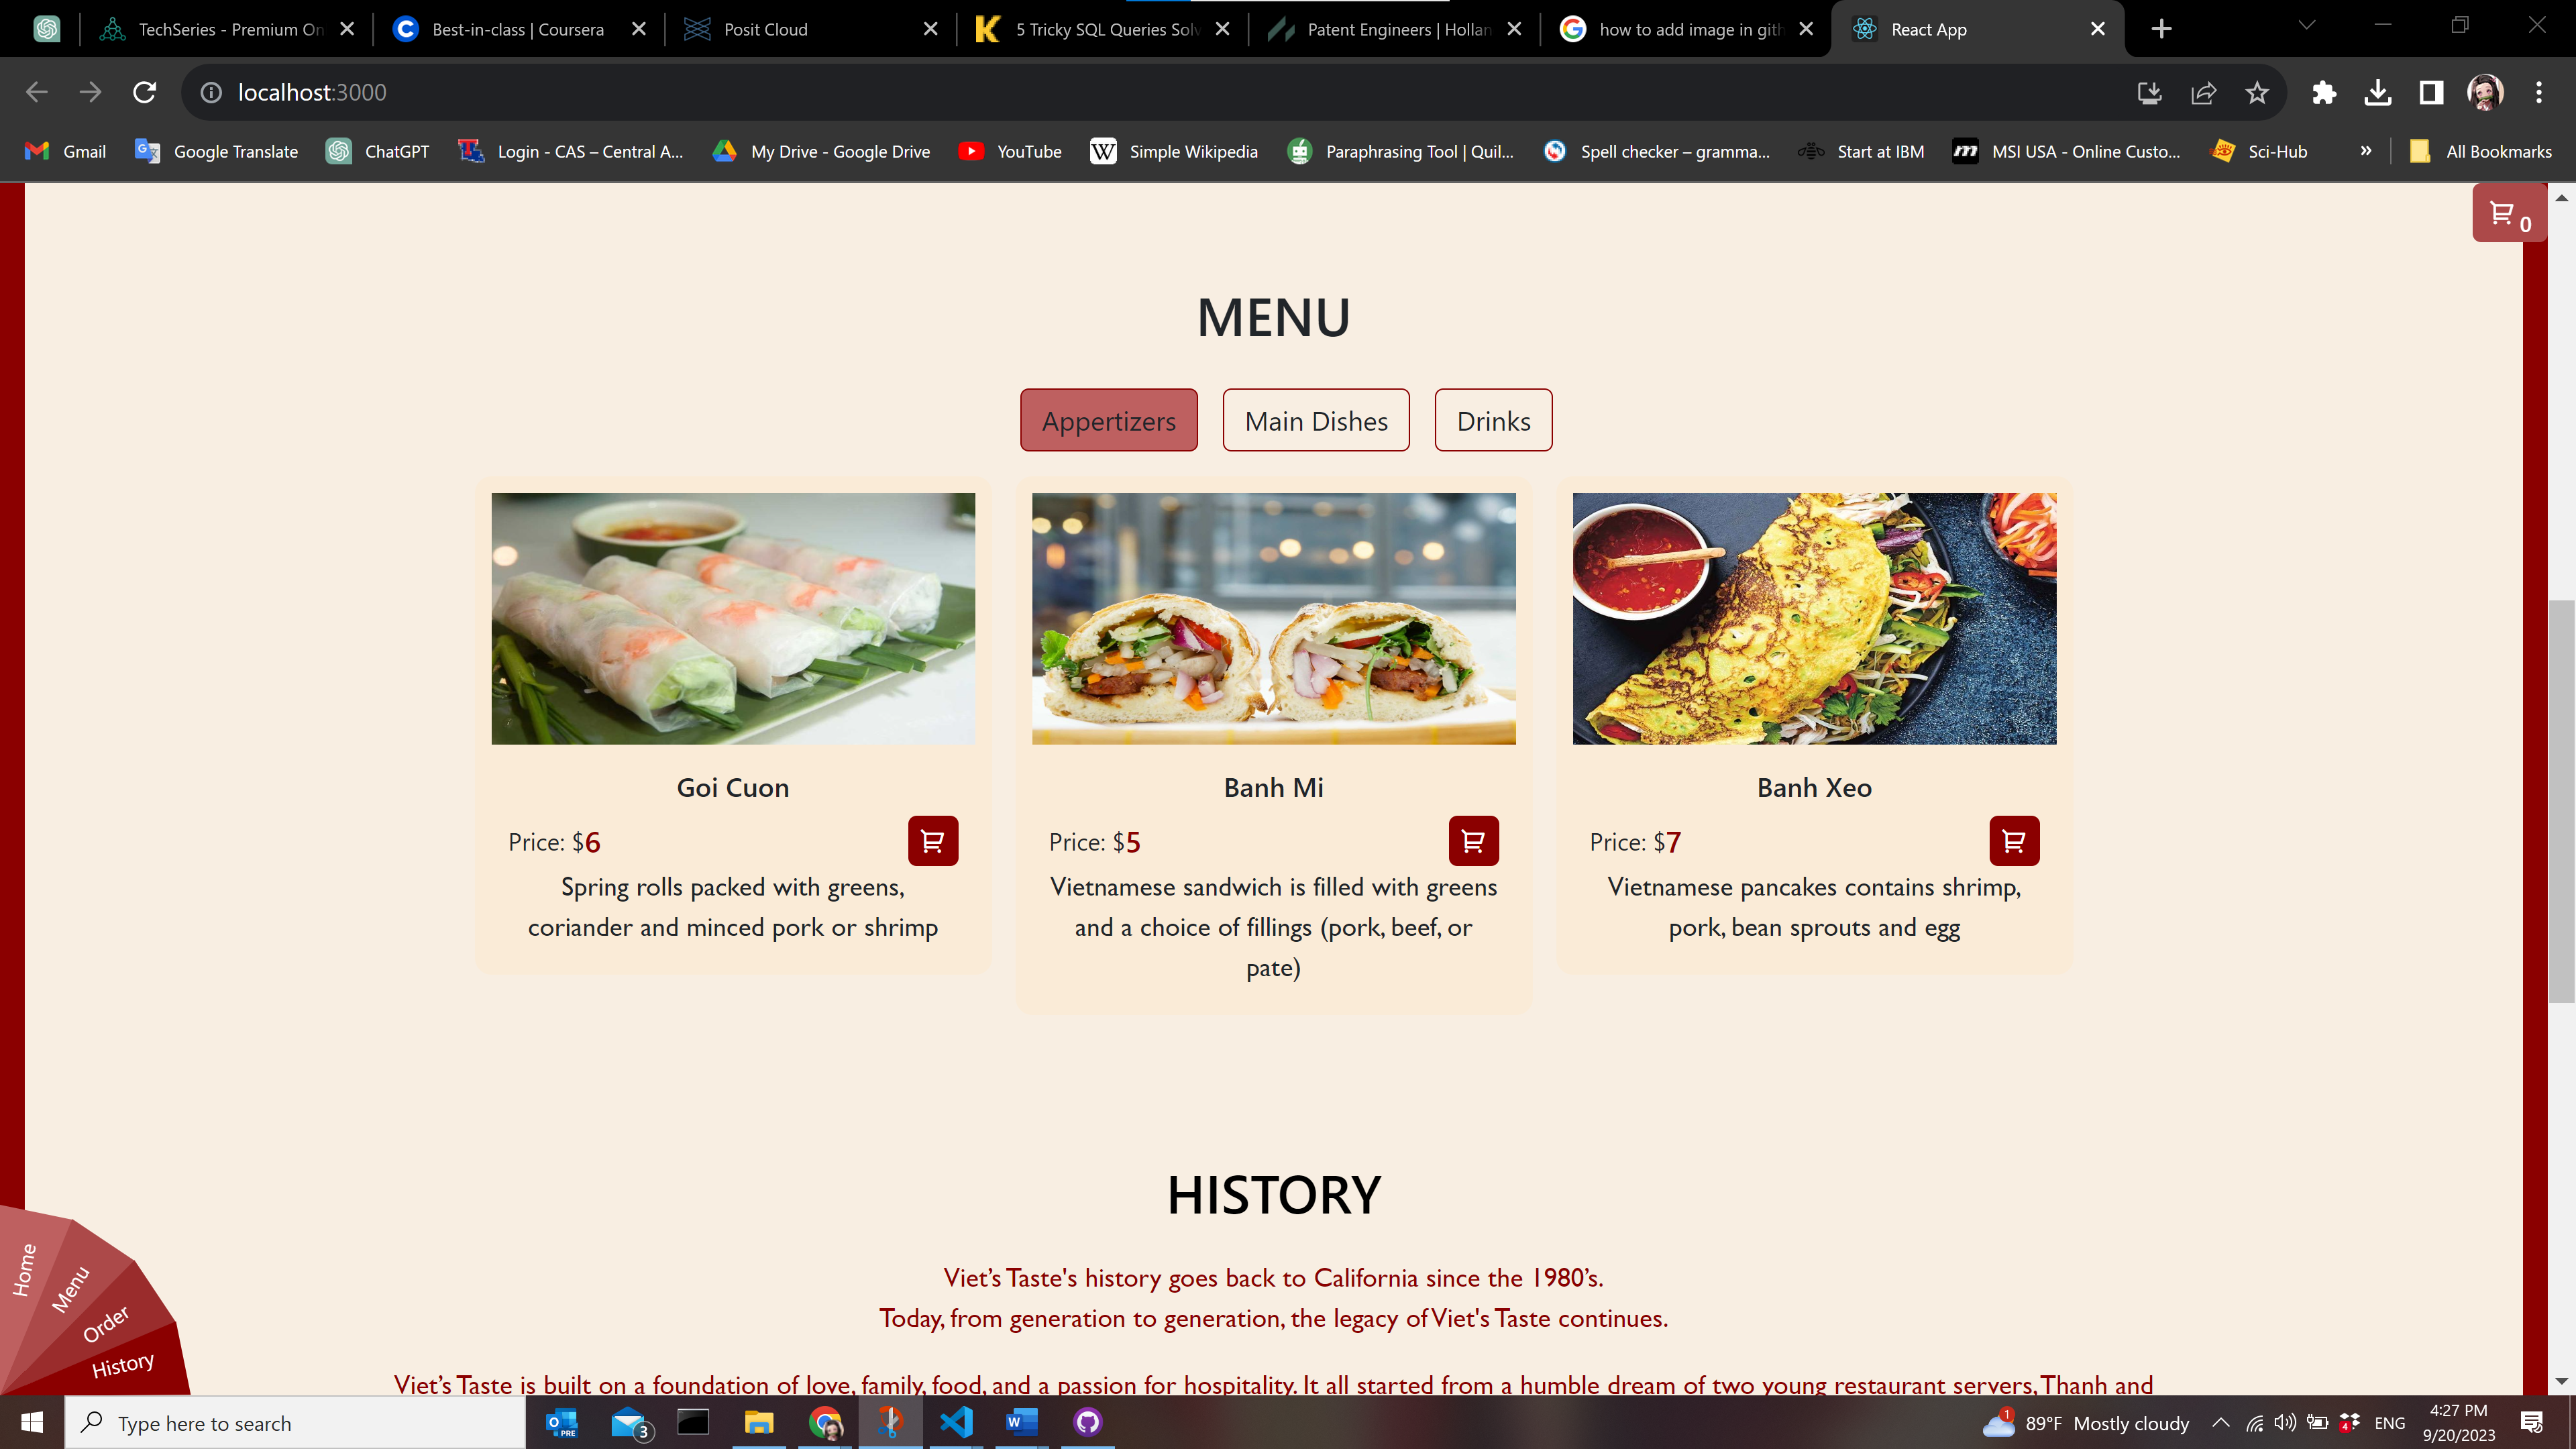 TechSeries - Premium On
Best-in-class | Coursera
Posit Cloud
5 Tricky SQL Queries Solv
Patent Engineers | Hollan
how to add image in gith
React App
localhost:3000
Gmail
Google Translate
ChatGPT
Login - CAS – Central A...
My Drive - Google Drive
YouTube
W
Simple Wikipedia
Paraphrasing Tool | Quil...
Spell checker – gramma...
Start at IBM
m
MSI USA - Online Custo...
Sci-Hub
»
All Bookmarks
0
MENU
Appertizers
Main Dishes
Drinks
Goi Cuon
Price: $6
Spring rolls packed with greens,
coriander and minced pork or shrimp
Banh Mi
Price: $5
Vietnamese sandwich is filled with greens
and a choice of fillings (pork, beef, or
pate)
Banh Xeo
Price: $7
Vietnamese pancakes contains shrimp,
pork, bean sprouts and egg
HISTORY
Viet’s Taste's history goes back to California since the 1980’s.
Today, from generation to generation, the legacy of Viet's Taste continues.
Viet’s Taste is built on a foundation of love, family, food, and a passion for hospitality. It all started from a humble dream of two young restaurant servers, Thanh and
Home
Menu
Order
History
Type here to search
PRE
3
1
89°F Mostly cloudy
4
ENG
4:27 PM
9/20/2023